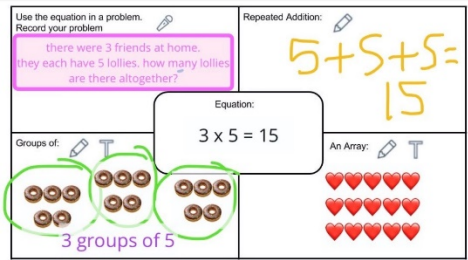 Use the equation in a problem.
Record your problem
there were 3 friends at home.
they each have 5 lollies. how many lollies
are there altogether?
Repeated Addition:
5+5+5=
15
Equation:
3 x 5 = 15
Groups of:
T
3 groups of 5
An Array:
T